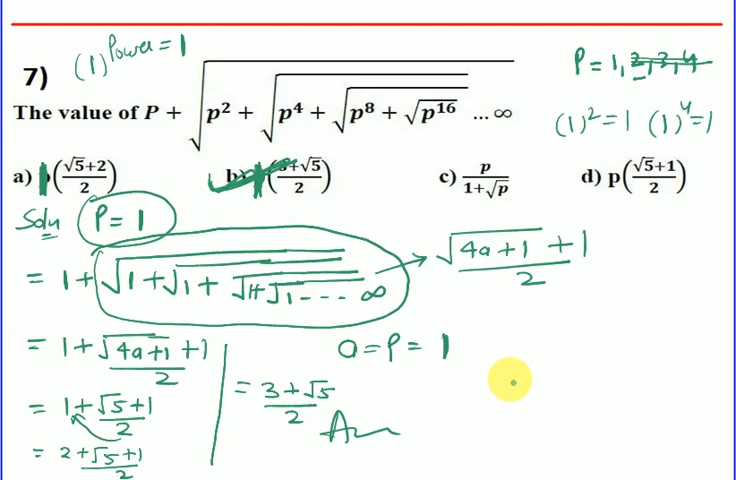 (1)^Power = 1
P = 1, 2, 3, 4
7)
The value of P + √(p² + √(p⁴ + √(p⁸ + √(p¹⁶ ... ∞
(1)² = 1 (1)⁴ = 1
a) p((√5+2)/2) b) p((3+√5)/2) c) p/(1+√p) d) p((√5+1)/2)
Soln P = 1
= 1 + √(1 + √(1 + √(1 + √(1 - - - - ∞ → (√(4a+1) + 1)/2
= 1 + (√(4a+1) + 1)/2
a = P = 1
= 1 + (√5 + 1)/2
= (3 + √5)/2
Ans
= (2 + √5 + 1)/2